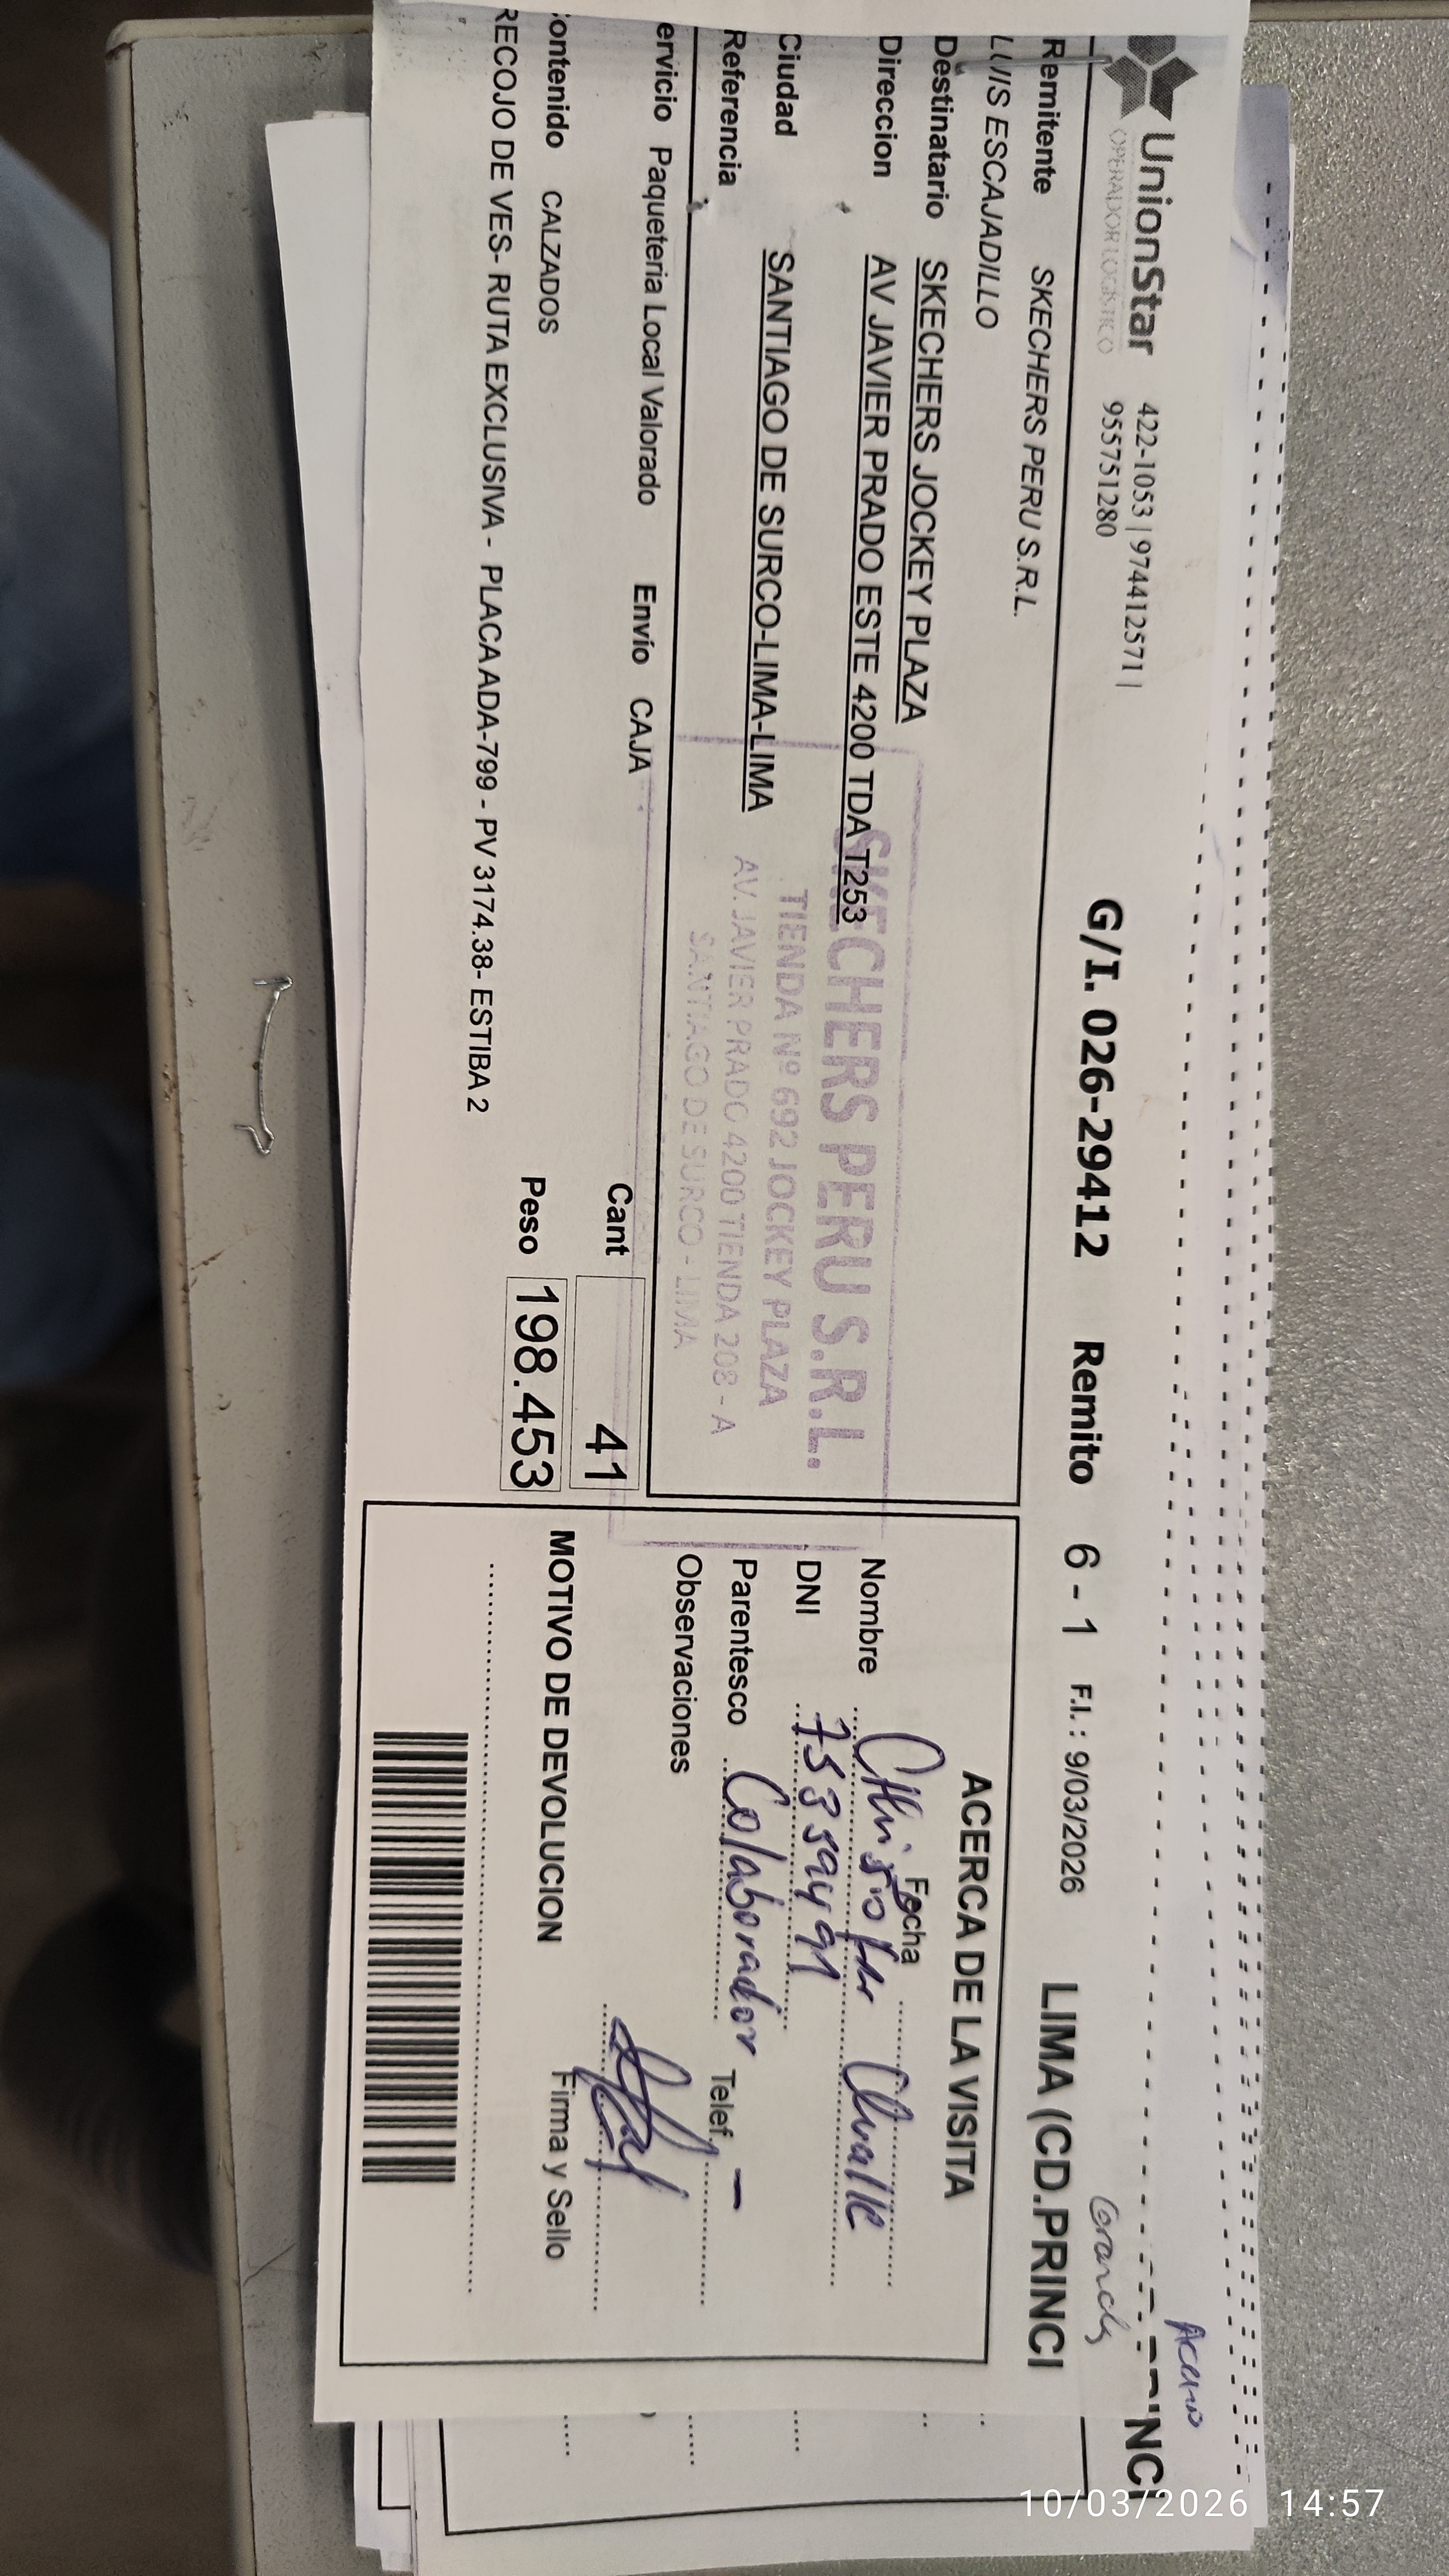 UnionStar
OPERADOR LOGISTICO
422-1053 | 974412571 |
955751280
G/I. 026-29412 Remito 6 - 1 F.I. : 9/03/2026 LIMA (CD.PRINCI
Remitente SKECHERS PERU S.R.L.
LUIS ESCAJADILLO
Destinatario SKECHERS JOCKEY PLAZA
Direccion AV JAVIER PRADO ESTE 4200 TDA T253
Ciudad SANTIAGO DE SURCO-LIMA-LIMA
Referencia
SKECHERS PERU S.R.L.
TIENDA Nº 692 JOCKEY PLAZA
AV. JAVIER PRADO 4200 TIENDA 208 - A
SANTIAGO DE SURCO - LIMA
ervicio Paqueteria Local Valorado Envío CAJA
Cant 41
ontenido CALZADOS
Peso 198.453
RECOJO DE VES- RUTA EXCLUSIVA - PLACA ADA-799 - PV 3174.38- ESTIBA 2
ACERCA DE LA VISITA
Fecha
Nombre
DNI
Parentesco Colaborador Telef. -
Observaciones
Firma y Sello
MOTIVO DE DEVOLUCION
'NCI
10/03/2026 14:57